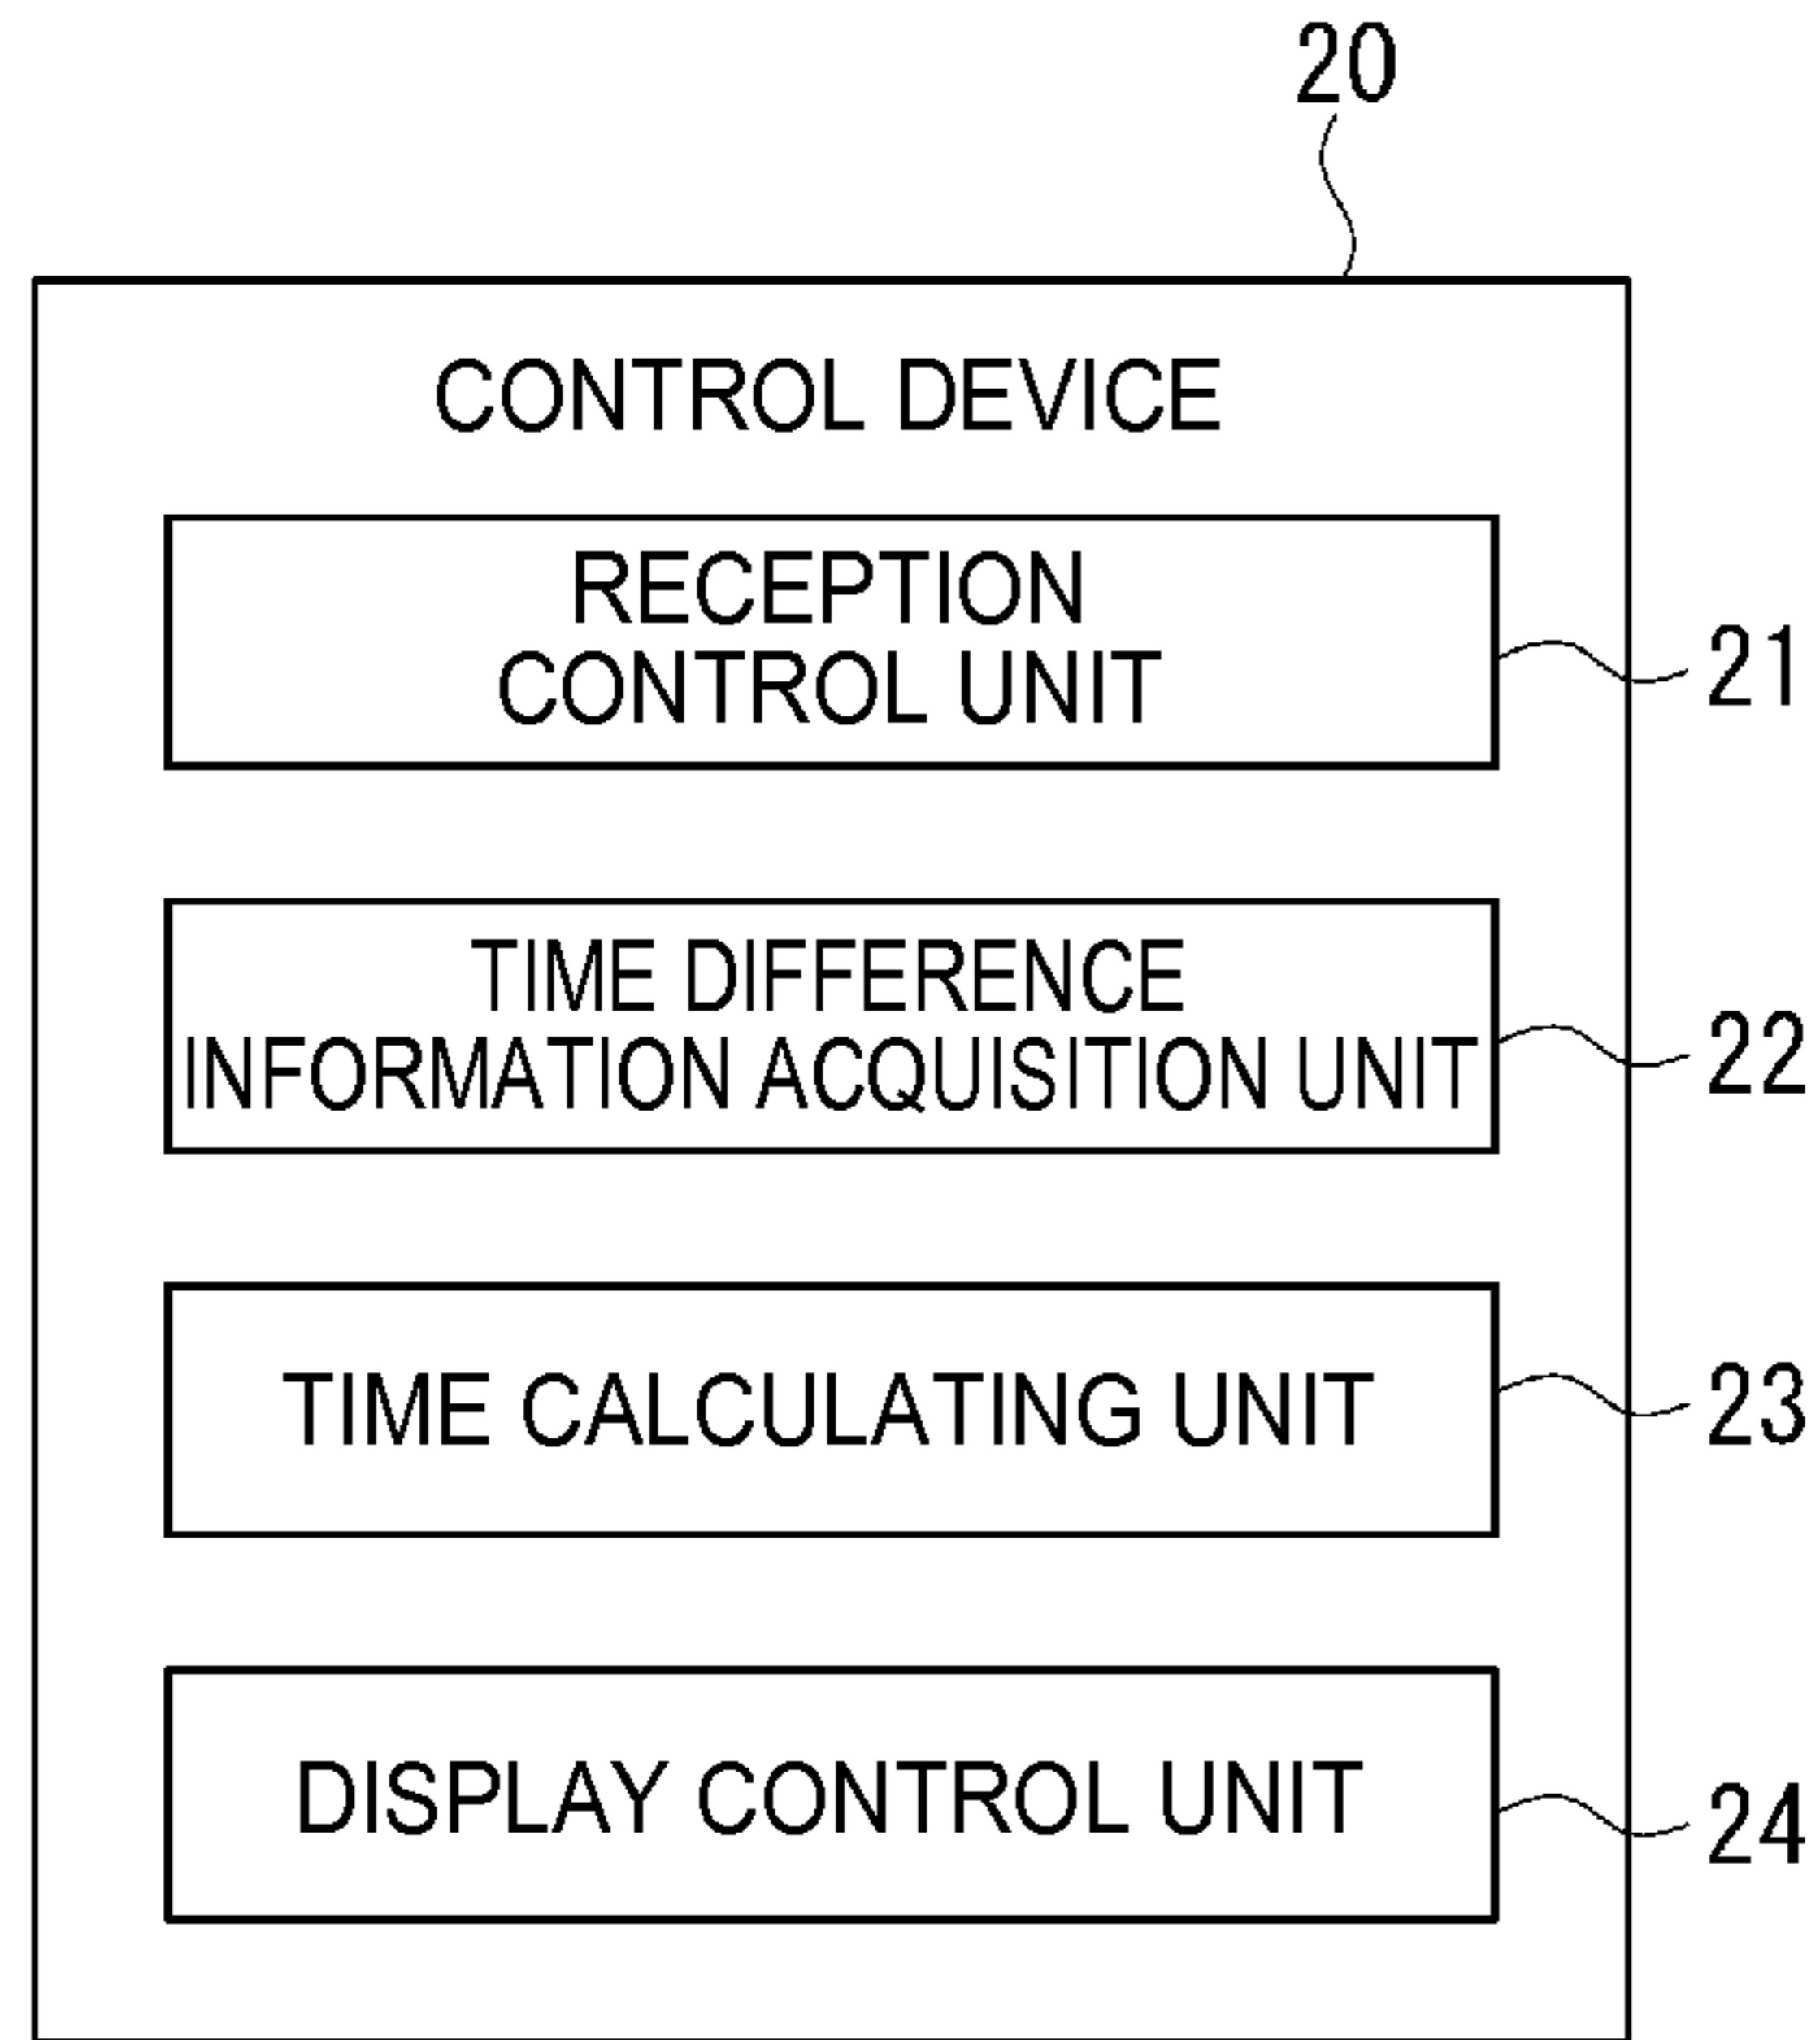 20
CONTROL DEVICE
RECEPTION
CONTROL UNIT
21
TIME DIFFERENCE
INFORMATION ACQUISITION UNIT
22
TIME CALCULATING UNIT
23
DISPLAY CONTROL UNIT
24